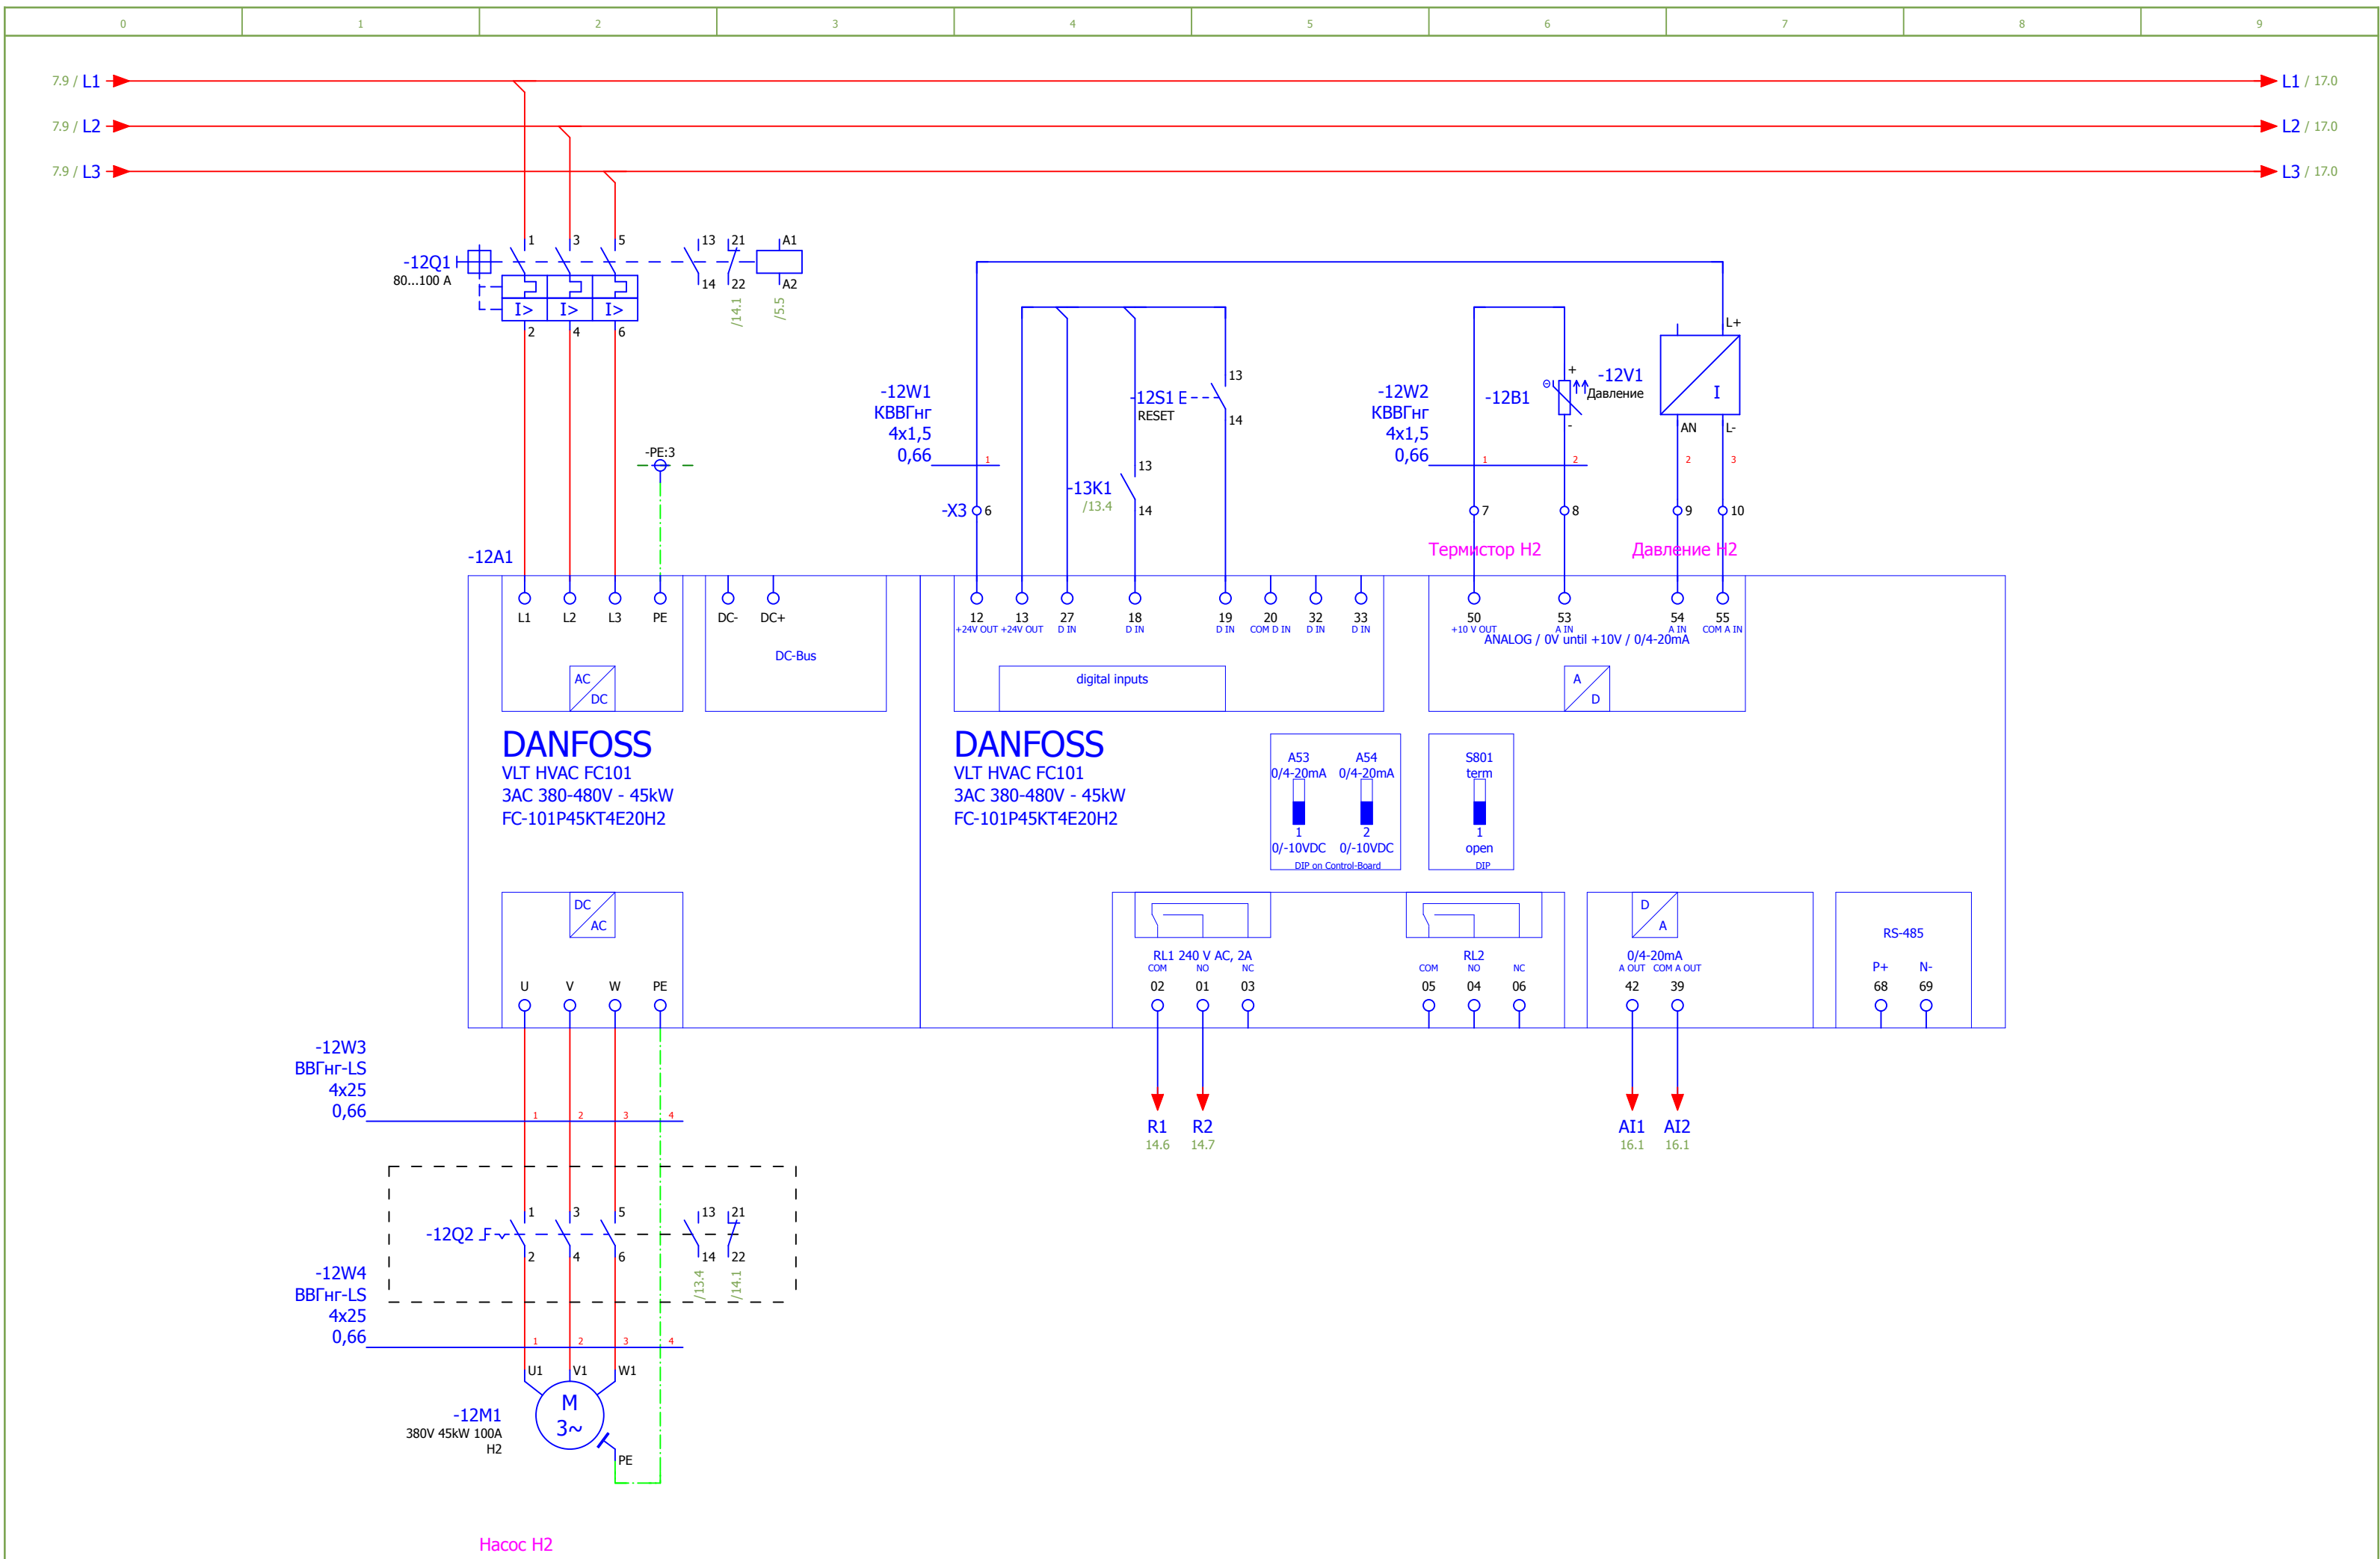 0 1 2 3 4 5 6 7 8 9
7.9 / L1 L1 / 17.0
7.9 / L2 L2 / 17.0
7.9 / L3 L3 / 17.0
-12Q1
80...100 A
1 3 5 13 21 A1
I> I> I>
2 4 6 14 22 A2
/14.1 /5.5
-PE:3
-12W1
КВВГнг
4x1,5
0,66
1
-X3 6
-12S1 E
RESET
13
14
-13K1
/13.4
13
14
-12W2
КВВГнг
4x1,5
0,66
1 2 2 3
-12B1
Θ
+
-
-12V1
Давление
L+
I
AN L-
7 8 9 10
Термистор Н2 Давление Н2
-12A1
L1 L2 L3 PE DC- DC+
AC
DC
DC-Bus
12 13 27 18 19 20 32 33
+24V OUT +24V OUT D IN D IN D IN COM D IN D IN D IN
digital inputs
50 53 54 55
+10 V OUT A IN A IN COM A IN
ANALOG / 0V until +10V / 0/4-20mA
A
D
DANFOSS
VLT HVAC FC101
3AC 380-480V - 45kW
FC-101P45KT4E20H2
DANFOSS
VLT HVAC FC101
3AC 380-480V - 45kW
FC-101P45KT4E20H2
A53 A54
0/4-20mA 0/4-20mA
1 2
0/-10VDC 0/-10VDC
DIP on Control-Board
S801
term
1
open
DIP
DC
AC
U V W PE
RL1 240 V AC, 2A
COM NO NC
02 01 03
RL2
COM NO NC
05 04 06
D
A
0/4-20mA
A OUT COM A OUT
42 39
RS-485
P+ N-
68 69
R1 R2
14.6 14.7
AI1 AI2
16.1 16.1
-12W3
ВВГнг-LS
4x25
0,66
1 2 3 4
-12Q2
1 3 5 13 21
2 4 6 14 22
/13.4 /14.1
-12W4
ВВГнг-LS
4x25
0,66
1 2 3 4
U1 V1 W1
M
3~
-12M1
380V 45kW 100A
H2
PE
Насос Н2